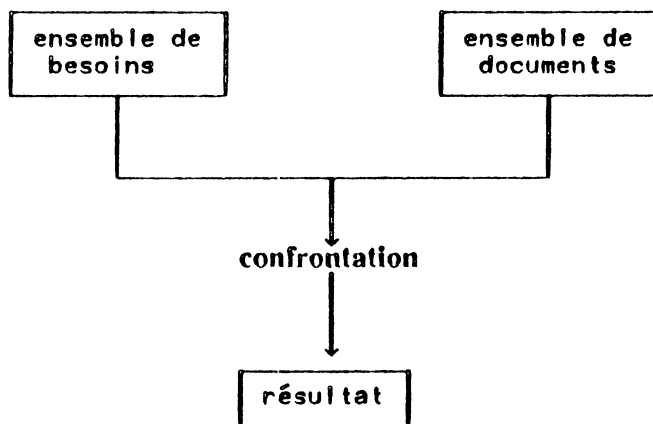 ensemble de
besoins
ensemble de
documents
confrontation
résultat